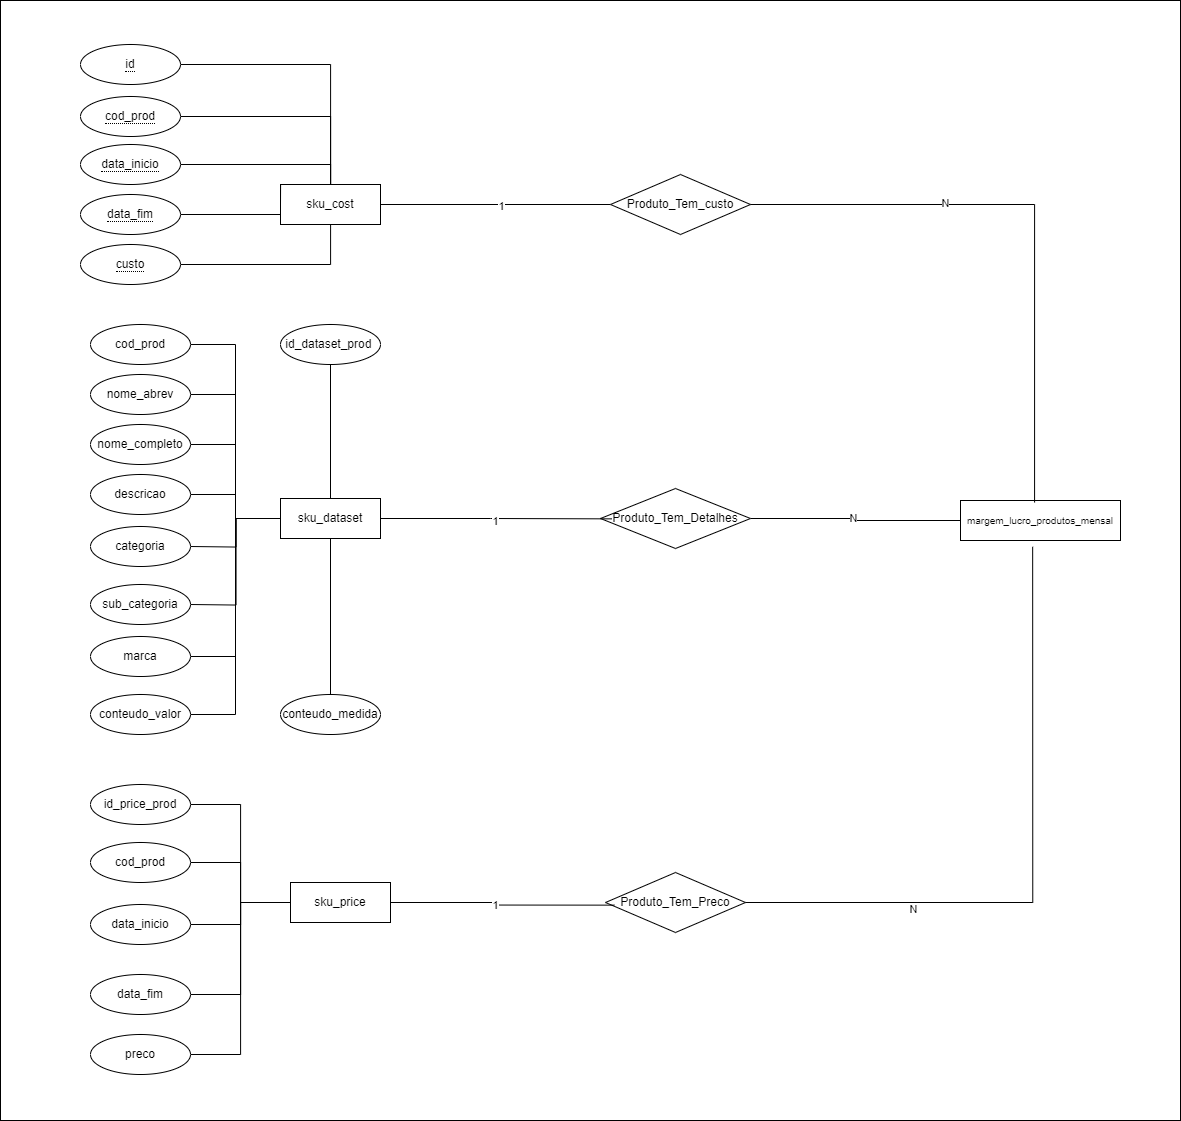 id
cod_prod
data_inicio
data_fim
custo
sku_cost
1
Produto_Tem_custo
N
cod_prod
nome_abrev
nome_completo
descricao
categoria
sub_categoria
marca
conteudo_valor
id_dataset_prod
sku_dataset
conteudo_medida
1
Produto_Tem_Detalhes
N
margem_lucro_produtos_mensal
id_price_prod
cod_prod
data_inicio
data_fim
preco
sku_price
1
Produto_Tem_Preco
N